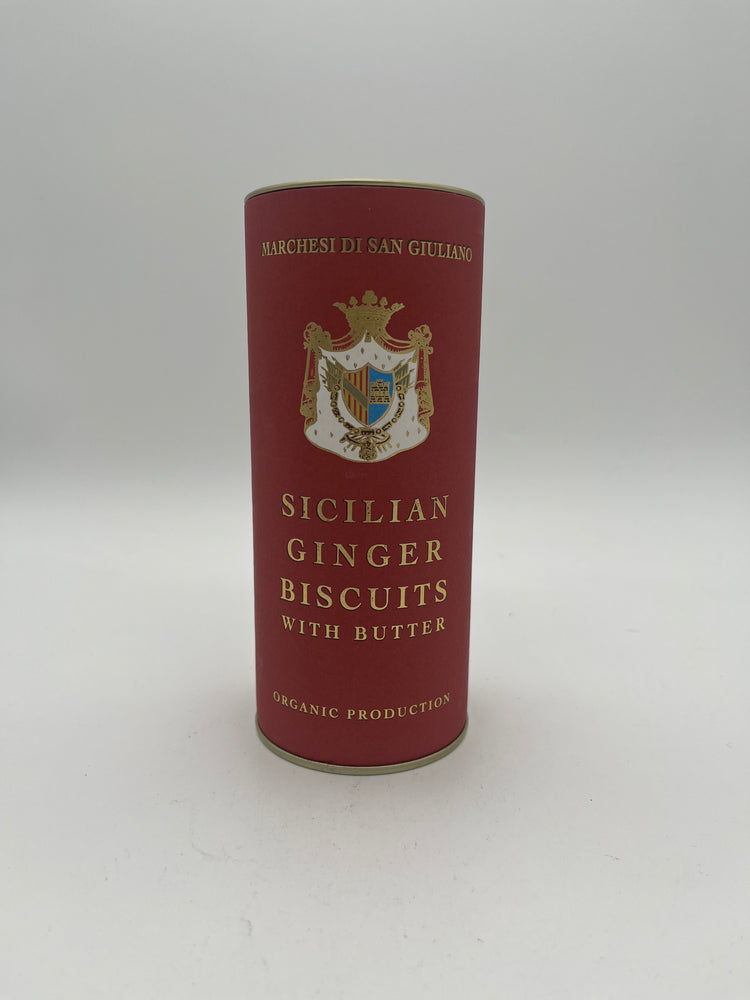 MARCHESI DI SAN GIULIANO
SICILIAN
GINGER
BISCUITS
WITH BUTTER
ORGANIC PRODUCTION